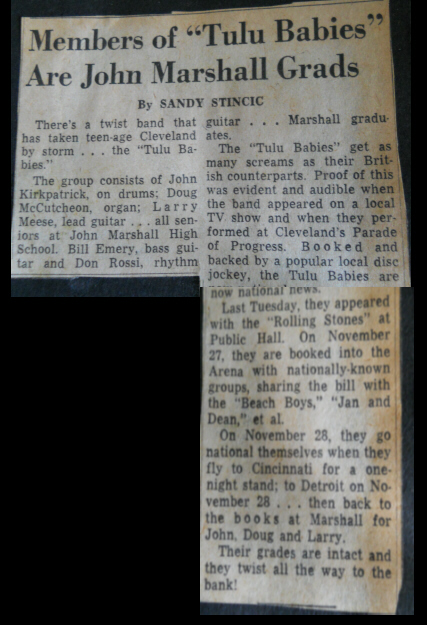 Members of "Tulu Babies"
Are John Marshall Grads
By SANDY STINCIC
There's a twist band that
has taken teen-age Cleveland
by storm . . . the "Tulu Ba-
bies."
The group consists of John
Kirkpatrick, on drums; Doug
McCutcheon, organ; Larry
Meese, lead guitar . . . all sen-
iors at John Marshall High
School. Bill Emery, bass gui-
tar and Don Rossi, rhythm
guitar . . . Marshall gradu-
ates.
The "Tulu Babies" get as
many screams as their Brit-
ish counterparts. Proof of this
was evident and audible when
the band appeared on a local
TV show and when they per-
formed at Cleveland's Parade
of Progress. Booked and
backed by a popular local disc
jockey, the Tulu Babies are
now national news.
Last Tuesday, they appeared
with the "Rolling Stones" at
Public Hall. On November
27, they are booked into the
Arena with nationally-known
groups, sharing the bill with
the "Beach Boys," "Jan and
Dean," et al.
On November 28, they go
national themselves when they
fly to Cincinnati for a one-
night stand; to Detroit on No-
vember 28 . . . then back to
the books at Marshall for
John, Doug and Larry.
Their grades are intact and
they twist all the way to the
bank!